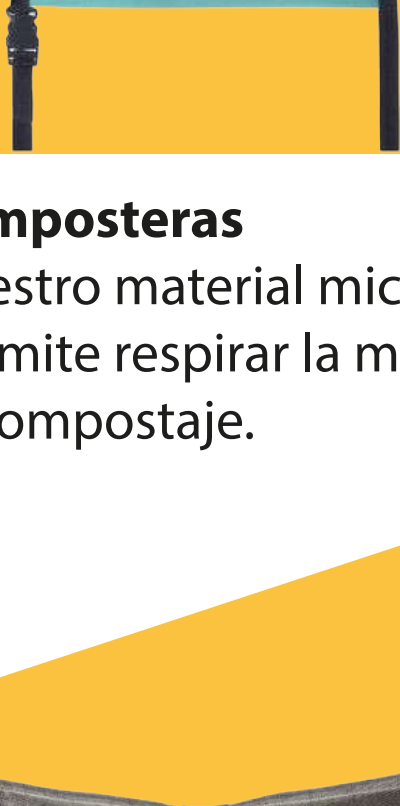 mposteras
estro material mic
mite respirar la m
ompostaje.